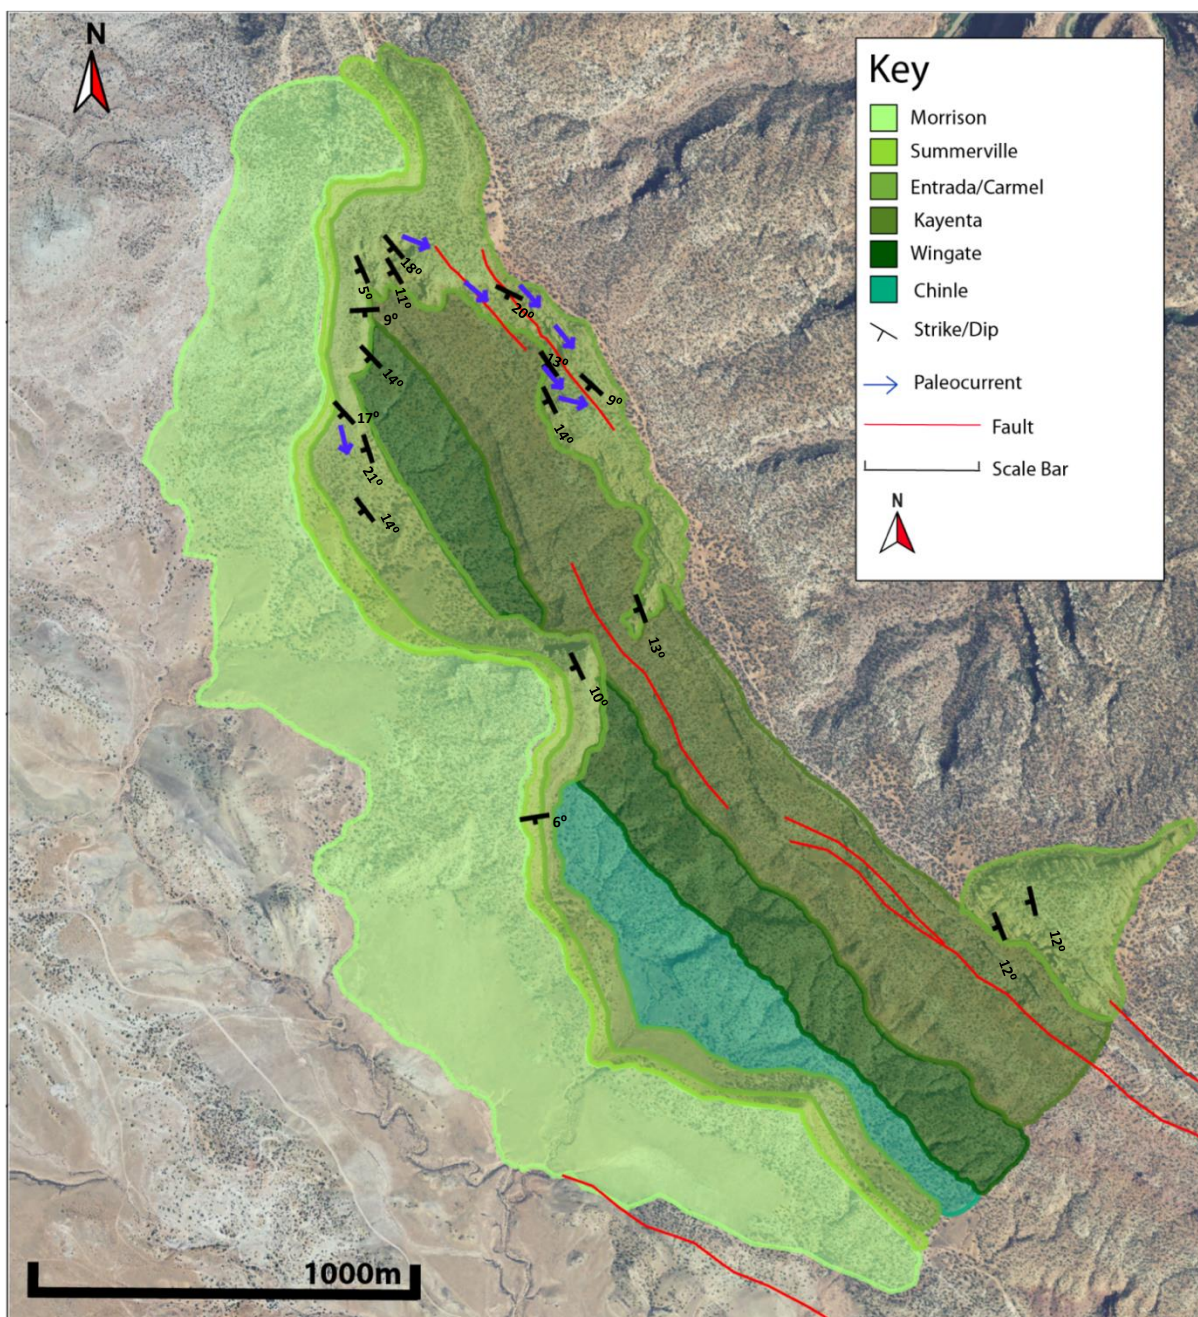 N
Key
Morrison
Summerville
Entrada/Carmel
Kayenta
Wingate
Chinle
Strike/Dip
Paleocurrent
Fault
Scale Bar
N
18º
5º
11º
9º
20º
14º
13º
9º
17º
14º
21º
14º
13º
10º
6º
12º
12º
1000m